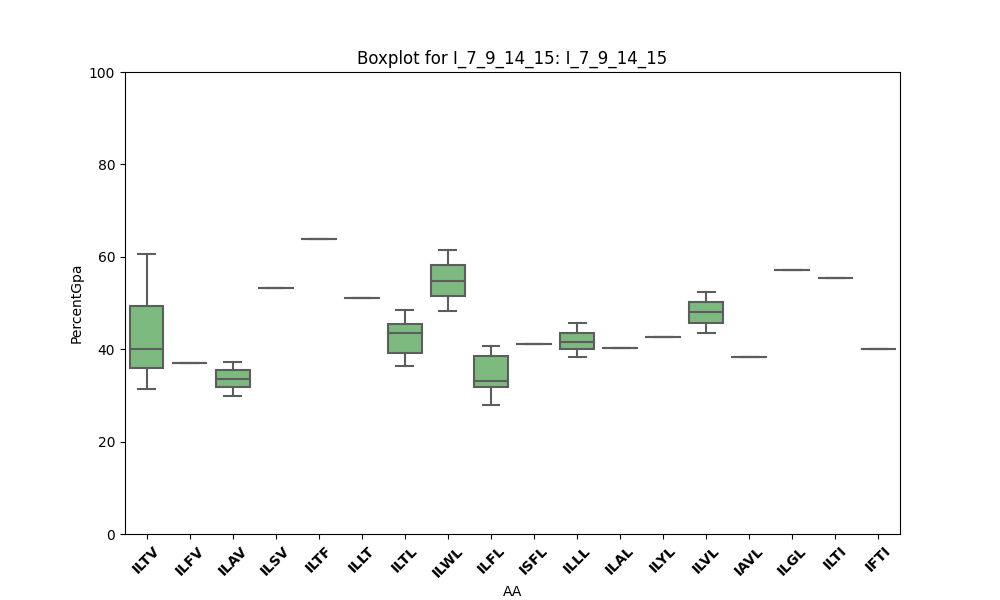 Boxplot for I_7_9_14_15: I_7_9_14_15
100
80
60
40
20
0
PercentGpa
ILTV ILFV ILAV ILSV ILTF ILLT ILTL ILWL ILFL ISFL ILLL ILAL ILYL ILVL IAVL ILGL ILTI IFTI
AA